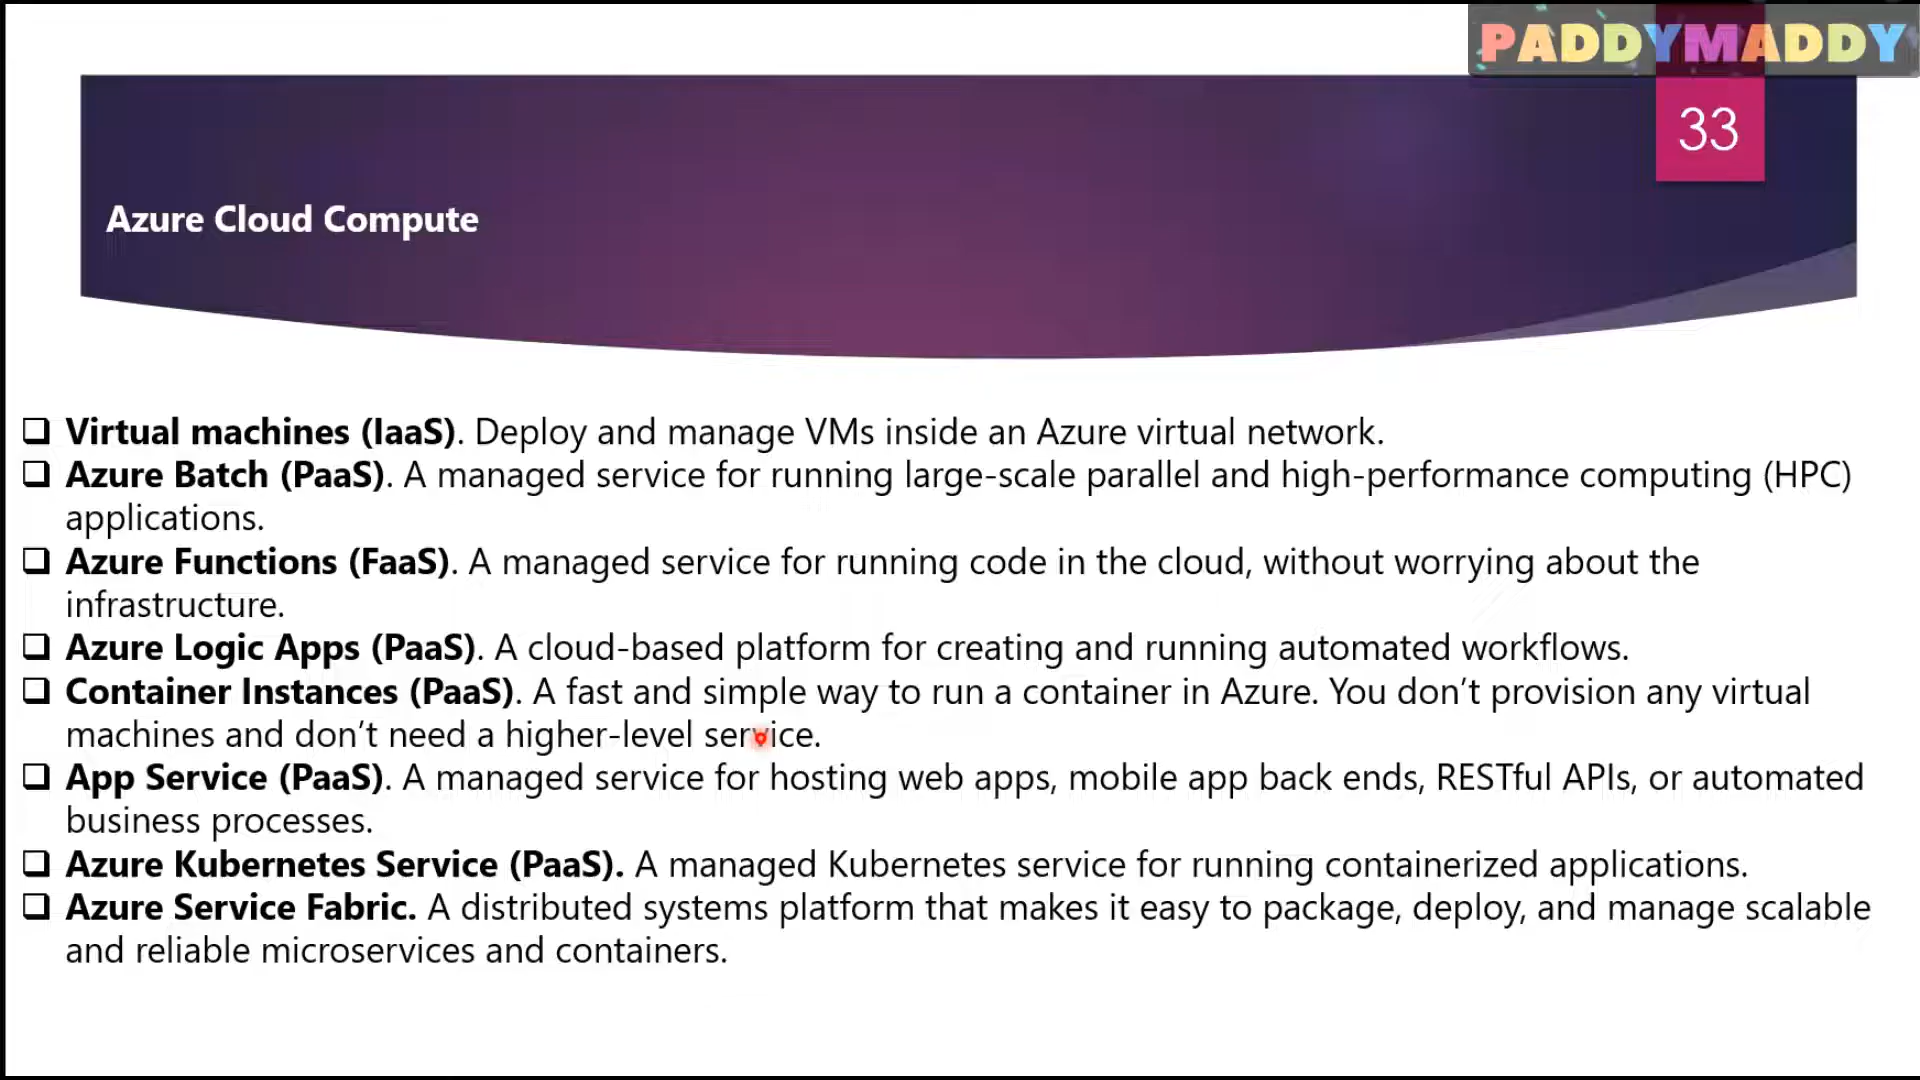 PADDYMADDY
33
Azure Cloud Compute
❑ Virtual machines (IaaS). Deploy and manage VMs inside an Azure virtual network.
❑ Azure Batch (PaaS). A managed service for running large-scale parallel and high-performance computing (HPC)
applications.
❑ Azure Functions (FaaS). A managed service for running code in the cloud, without worrying about the
infrastructure.
❑ Azure Logic Apps (PaaS). A cloud-based platform for creating and running automated workflows.
❑ Container Instances (PaaS). A fast and simple way to run a container in Azure. You don’t provision any virtual
machines and don’t need a higher-level service.
❑ App Service (PaaS). A managed service for hosting web apps, mobile app back ends, RESTful APIs, or automated
business processes.
❑ Azure Kubernetes Service (PaaS). A managed Kubernetes service for running containerized applications.
❑ Azure Service Fabric. A distributed systems platform that makes it easy to package, deploy, and manage scalable
and reliable microservices and containers.